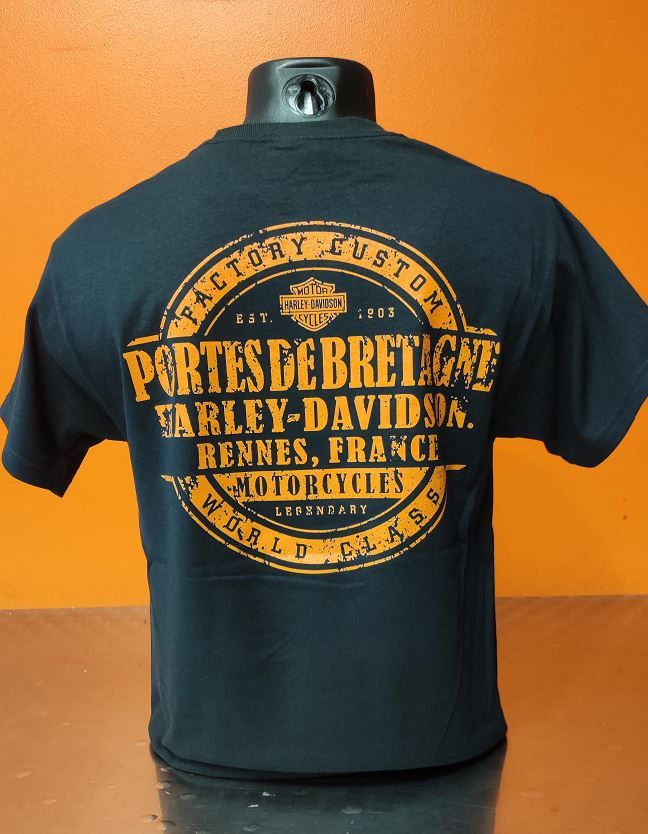 FACTORY CUSTOM
MOTOR
HARLEY-DAVIDSON
CYCLES
EST. 1903
PORTES DE BRETAGNE
HARLEY-DAVIDSON.
RENNES, FRANCE
MOTORCYCLES
LEGENDARY
WORLD CLASS